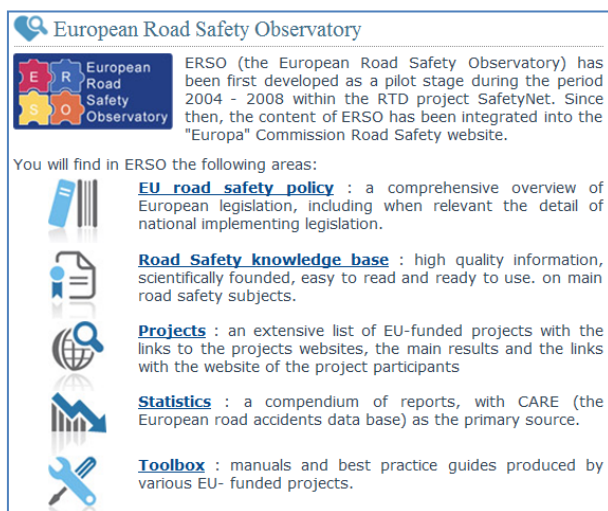 European Road Safety Observatory
E R
S O
European
Road
Safety
Observatory
ERSO (the European Road Safety Observatory) has
been first developed as a pilot stage during the period
2004 - 2008 within the RTD project SafetyNet. Since
then, the content of ERSO has been integrated into the
"Europa" Commission Road Safety website.
You will find in ERSO the following areas:
EU road safety policy : a comprehensive overview of
European legislation, including when relevant the detail of
national implementing legislation.
Road Safety knowledge base : high quality information,
scientifically founded, easy to read and ready to use. on main
road safety subjects.
Projects : an extensive list of EU-funded projects with the
links to the projects websites, the main results and the links
with the website of the project participants
Statistics : a compendium of reports, with CARE (the
European road accidents data base) as the primary source.
Toolbox : manuals and best practice guides produced by
various EU- funded projects.